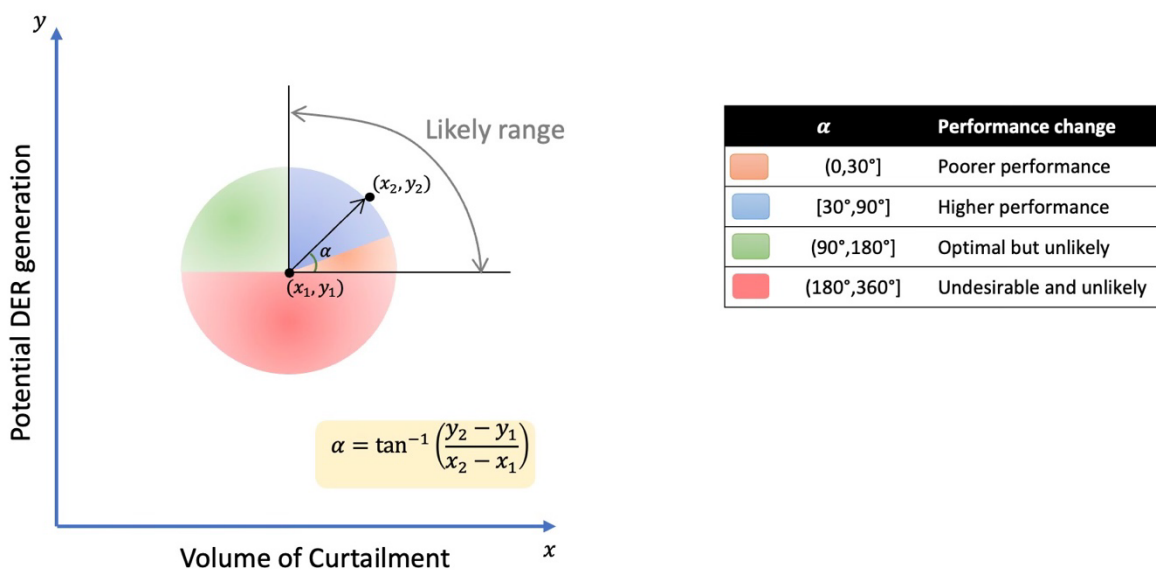 y
Potential DER generation
Likely range
(x₂, y₂)
α
(x₁, y₁)
α = tan⁻¹ ((y₂ − y₁)/(x₂ − x₁))
Volume of Curtailment
x
α Performance change
(0,30°] Poorer performance
[30°,90°] Higher performance
(90°,180°] Optimal but unlikely
(180°,360°] Undesirable and unlikely